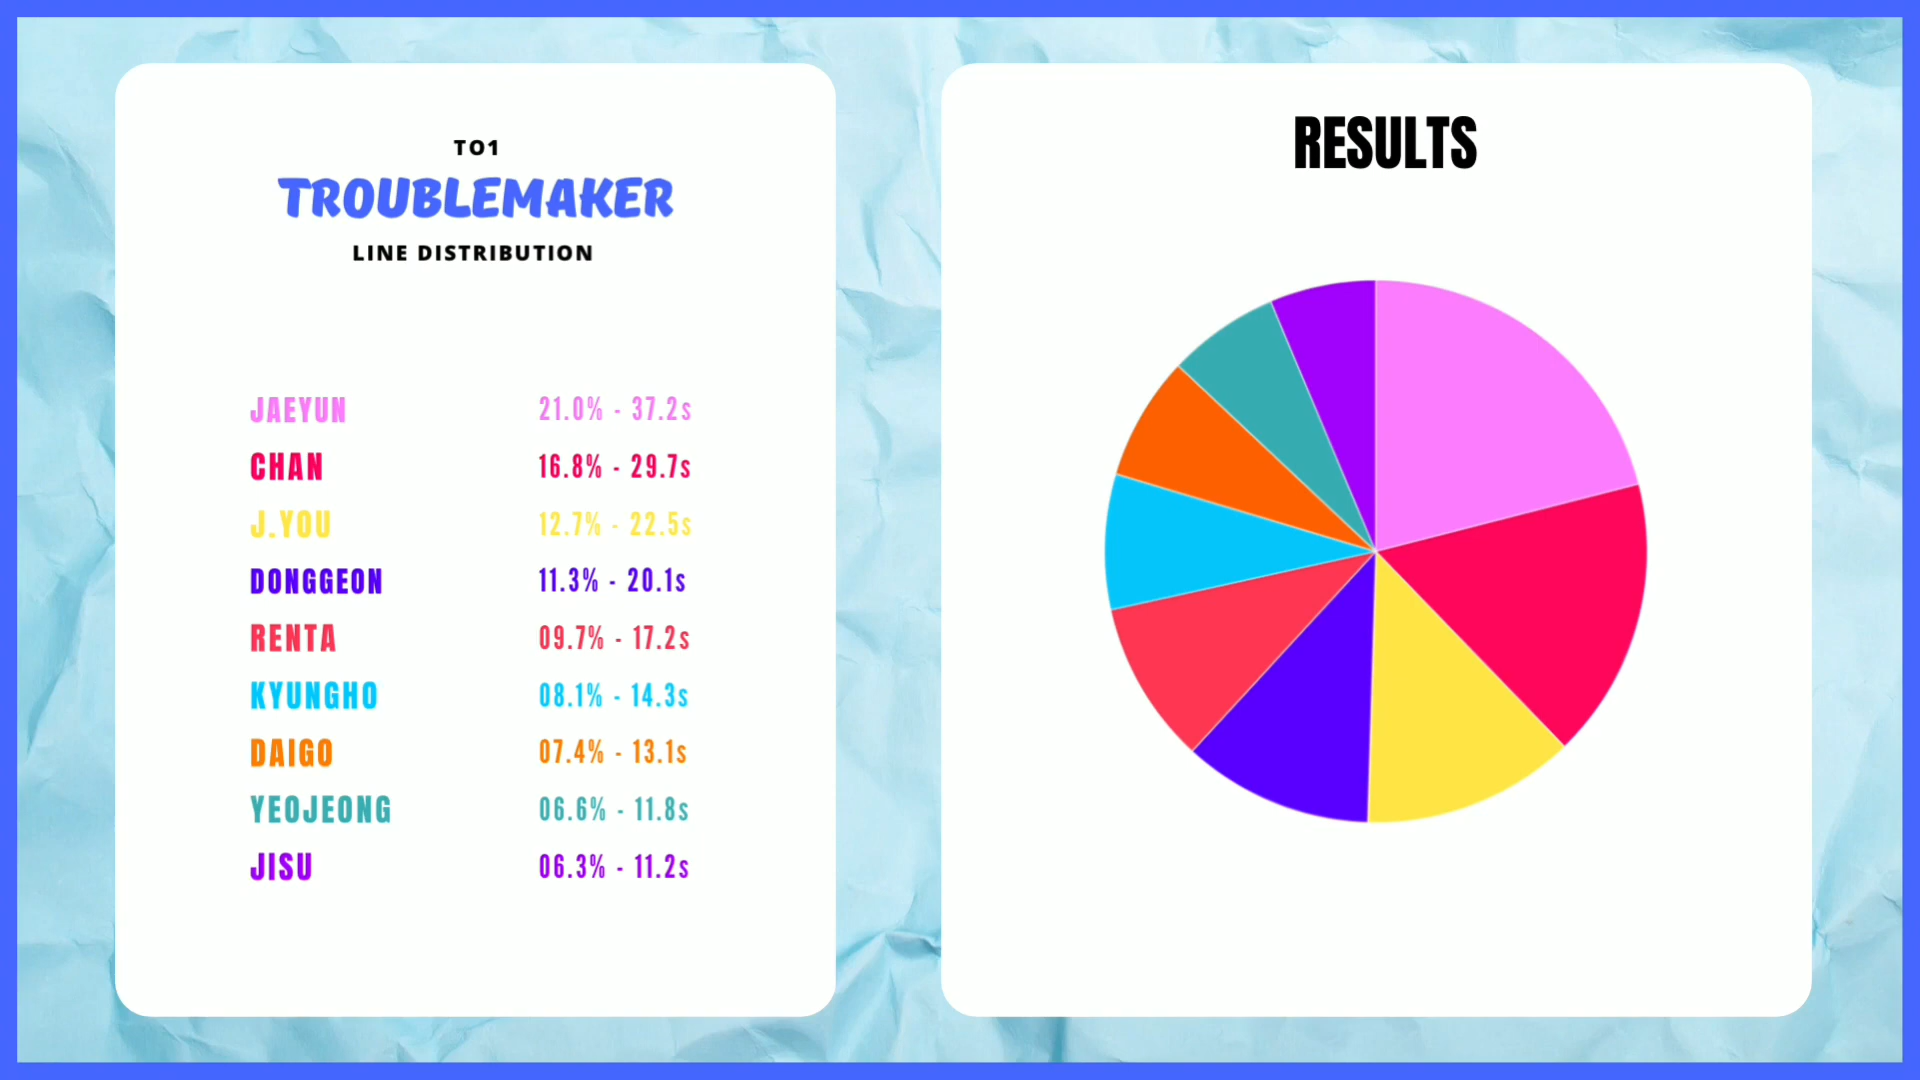 TO1
TROUBLEMAKER
LINE DISTRIBUTION
JAEYUN 21.0% - 37.2s
CHAN 16.8% - 29.7s
J.YOU 12.7% - 22.5s
DONGGEON 11.3% - 20.1s
RENTA 09.7% - 17.2s
KYUNGHO 08.1% - 14.3s
DAIGO 07.4% - 13.1s
YEOJEONG 06.6% - 11.8s
JISU 06.3% - 11.2s
RESULTS